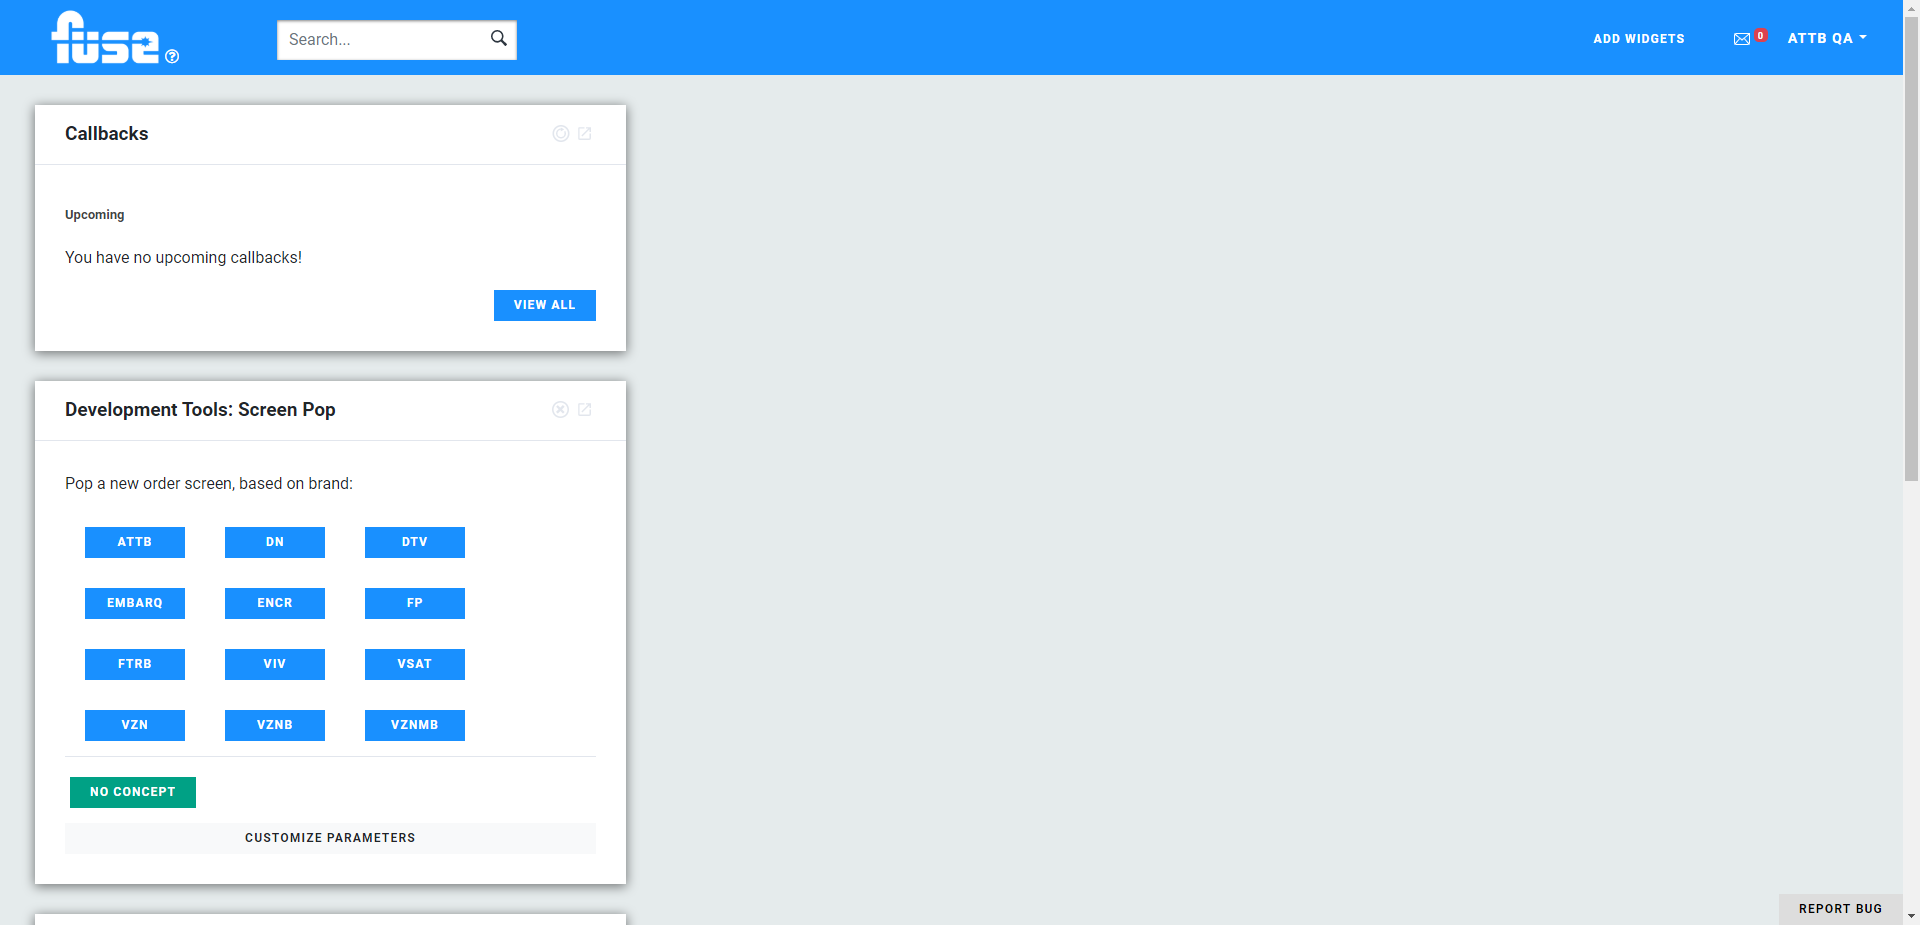 fuse
Search...
ADD WIDGETS
0
ATTB QA
Callbacks
Upcoming
You have no upcoming callbacks!
VIEW ALL
Development Tools: Screen Pop
Pop a new order screen, based on brand:
ATTB DN DTV
EMBARQ ENCR FP
FTRB VIV VSAT
VZN VZNB VZNMB
NO CONCEPT
CUSTOMIZE PARAMETERS
REPORT BUG